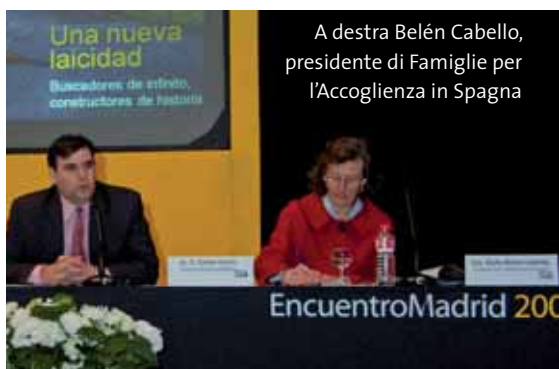 Una nueva
laicidad
Buscadores de infinito,
constructores de historia
A destra Belén Cabello,
presidente di Famiglie per
l'Accoglienza in Spagna
EncuentroMadrid 200